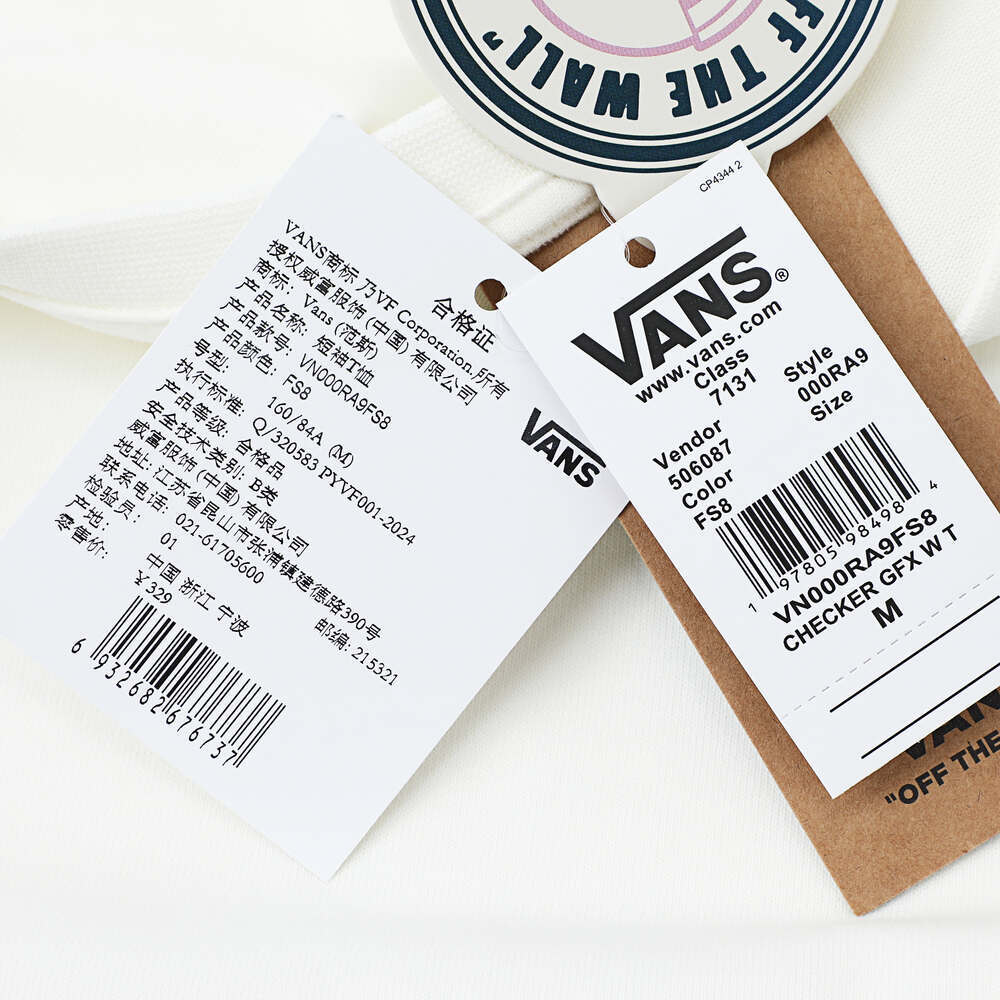 OFF THE WALL"
合格证
VANS商标 乃VF Corporation.所有
授权威富服饰(中国)有限公司
商标: Vans (范斯)
产品名称: 短袖T恤
产品款号: VN000RA9FS8
产品颜色: FS8
号型: 160/84A (M)
执行标准: Q/320583 PYVF001-2024
产品等级: 合格品
安全技术类别: B类
威富服饰(中国)有限公司
地址: 江苏省昆山市张浦镇建德路390号
邮编: 215321
联系电话: 021-61705600
检验员: 01
产地: 中国 浙江 宁波
零售价: ¥329
6 932682676737
VANS
CP4344 2
VANS®
www.vans.com
Class Style
7131 000RA9
Vendor Size
506087
Color
FS8
1 97805 98498 4
VN000RA9FS8
CHECKER GFX W T
M
VAN
"OFF THE